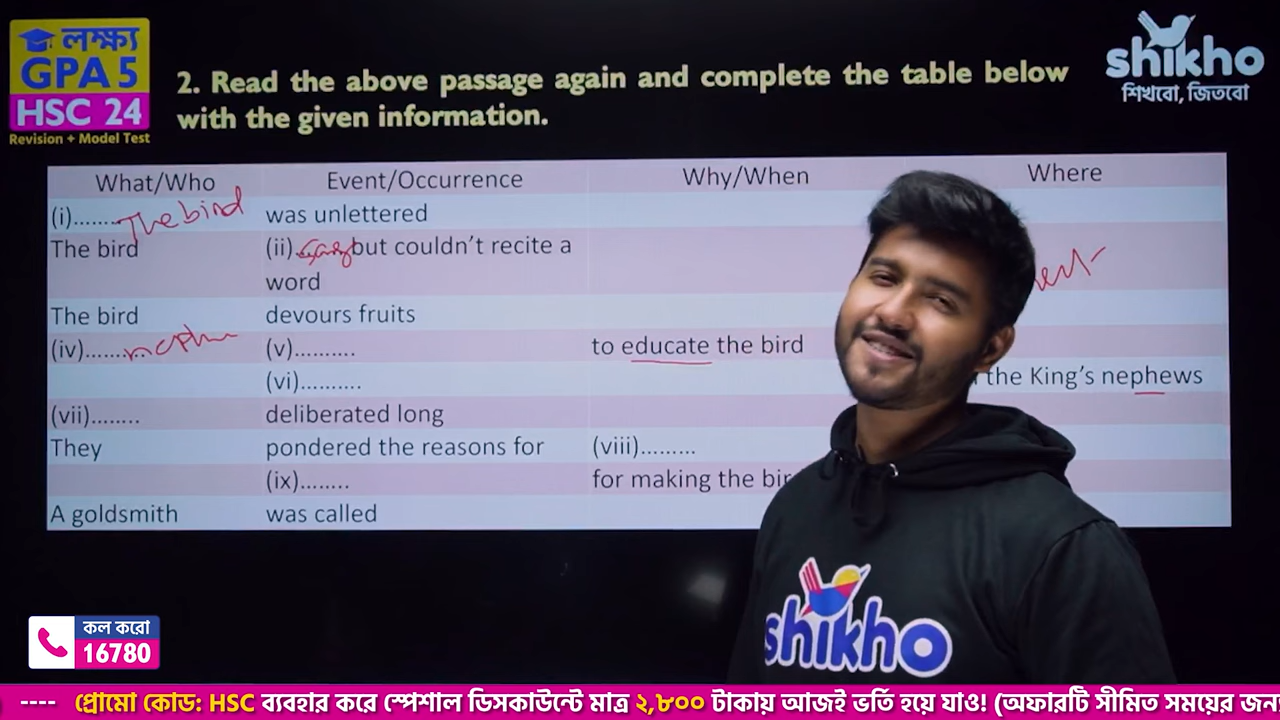 লক্ষ্য
GPA 5
HSC 24
Revision + Model Test
2. Read the above passage again and complete the table below
with the given information.
shikho
শিখবো, জিতবো
What/Who Event/Occurrence Why/When Where
(i)........ The bird was unlettered
The bird (ii) sang but couldn't recite a
word
The bird devours fruits
(iv)....... (v).......... to educate the bird
(vi).......... the King's nephews
(vii)........ deliberated long
They pondered the reasons for (viii).........
(ix)........ for making the
A goldsmith was called
shikho
কল করো
16780
---- প্রোমো কোড: HSC ব্যবহার করে স্পেশাল ডিসকাউন্টে মাত্র ২,৮০০ টাকায় আজই ভর্তি হয়ে যাও! (অফারটি সীমিত সময়ের